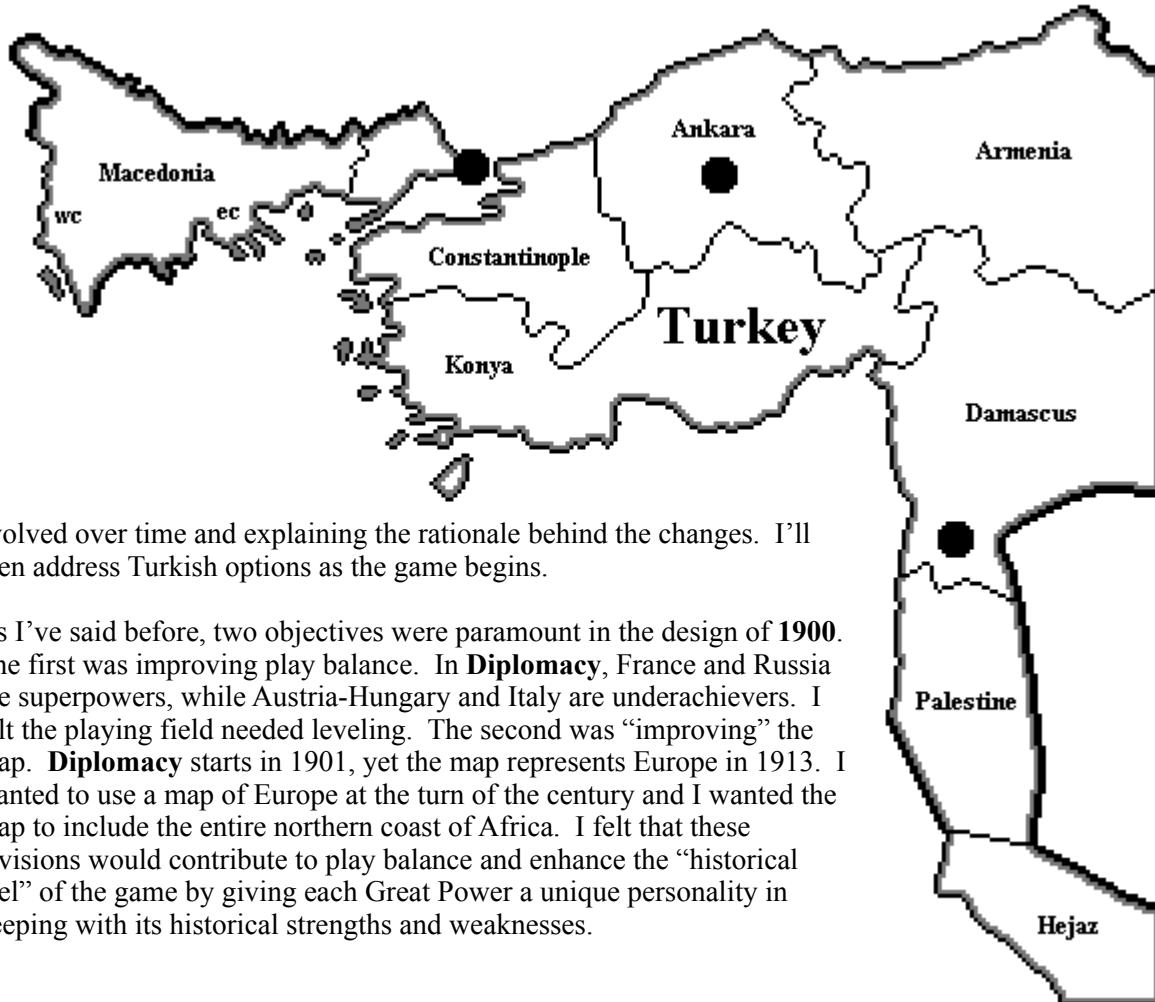 Ankara
Armenia
Macedonia
wc
ec
Constantinople
Turkey
Konya
Damascus
volved over time and explaining the rationale behind the changes. I’ll
en address Turkish options as the game begins.
s I’ve said before, two objectives were paramount in the design of 1900.
ne first was improving play balance. In Diplomacy, France and Russia
e superpowers, while Austria-Hungary and Italy are underachievers. I
lt the playing field needed leveling. The second was “improving” the
ap. Diplomacy starts in 1901, yet the map represents Europe in 1913. I
anted to use a map of Europe at the turn of the century and I wanted the
ap to include the entire northern coast of Africa. I felt that these
visions would contribute to play balance and enhance the “historical
el” of the game by giving each Great Power a unique personality in
eeping with its historical strengths and weaknesses.
Palestine
Hejaz